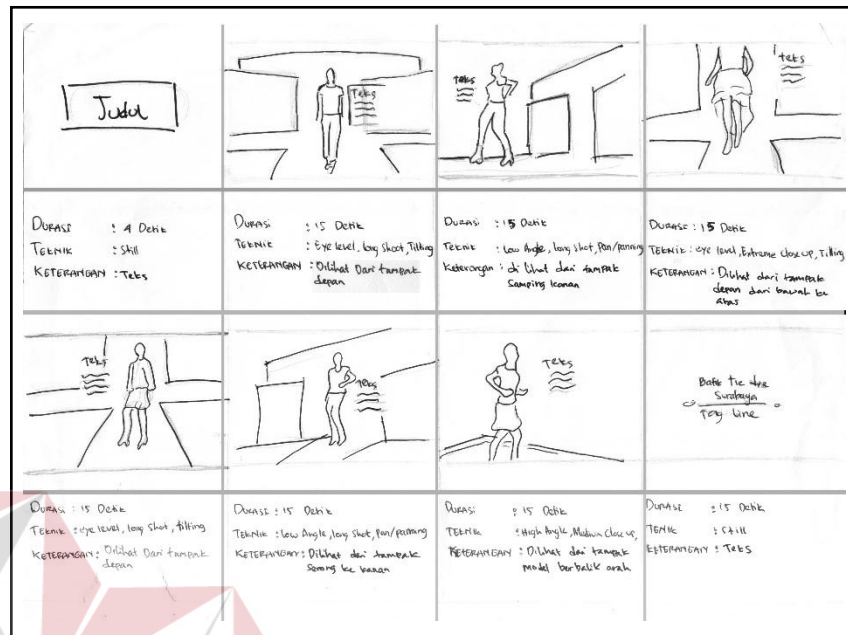 Judul
Teks
Teks
teks
DURASI : 4 Detik
TEKNIK : Still
KETERANGAN : Teks
DURASI : 15 Detik
TEKNIK : Eye level, long Shoot, Tilting
KETERANGAN : Dilihat Dari tampak
depan
DURASI : 15 Detik
TEKNIK : Low Angle, long shot, Pan/panning
Keterangan : di lihat dari tampak
Samping kanan
DURASI : 15 Detik
TEKNIK : eye level, Extreme Close up, Tilting
KETERANGAN : Dilihat dari tampak
depan dari bawah ke
atas
Teks
Teks
Teks
Batik Tie dye
Surabaya
Tag Line
DURASI : 15 Detik
TEKNIK : eye level, long shot, tilting
KETERANGAN : Dilihat Dari tampak
depan
DURASI : 15 Detik
TEKNIK : Low Angle, long shot, Pan/panning
KETERANGAN : Dilihat dari tampak
ke kanan
DURASI : 15 Detik
TEKNIK : High Angle, Medium Close up,
KETERANGAN : Dilihat dari tampak
model berbalik arah
DURASI : 15 Detik
TEKNIK : Still
KETERANGAN : Teks